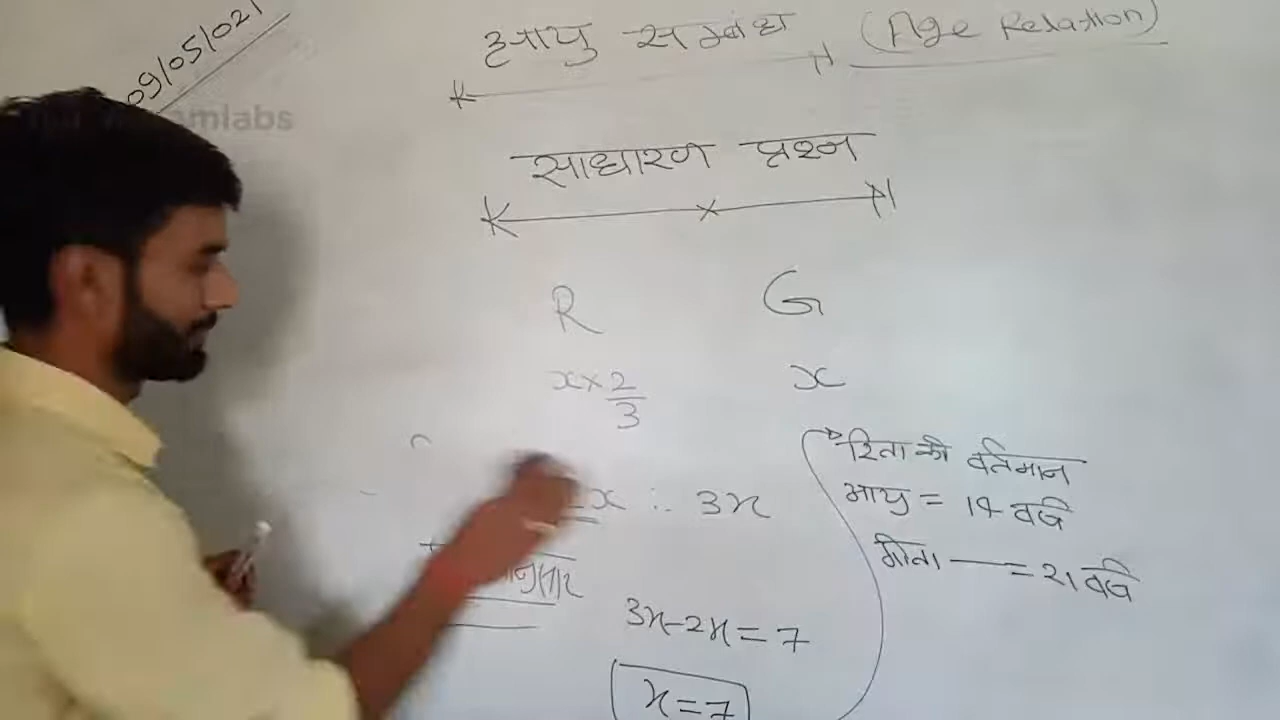 09/05/021
आयु सम्बंध (Age Relation)
साधारण प्रश्न
R G
x×2/3 x
2x : 3x
रिता की वर्तमान
आयु = 14 वर्ष
गीता — = 21 वर्ष
3x-2x=7
x=7